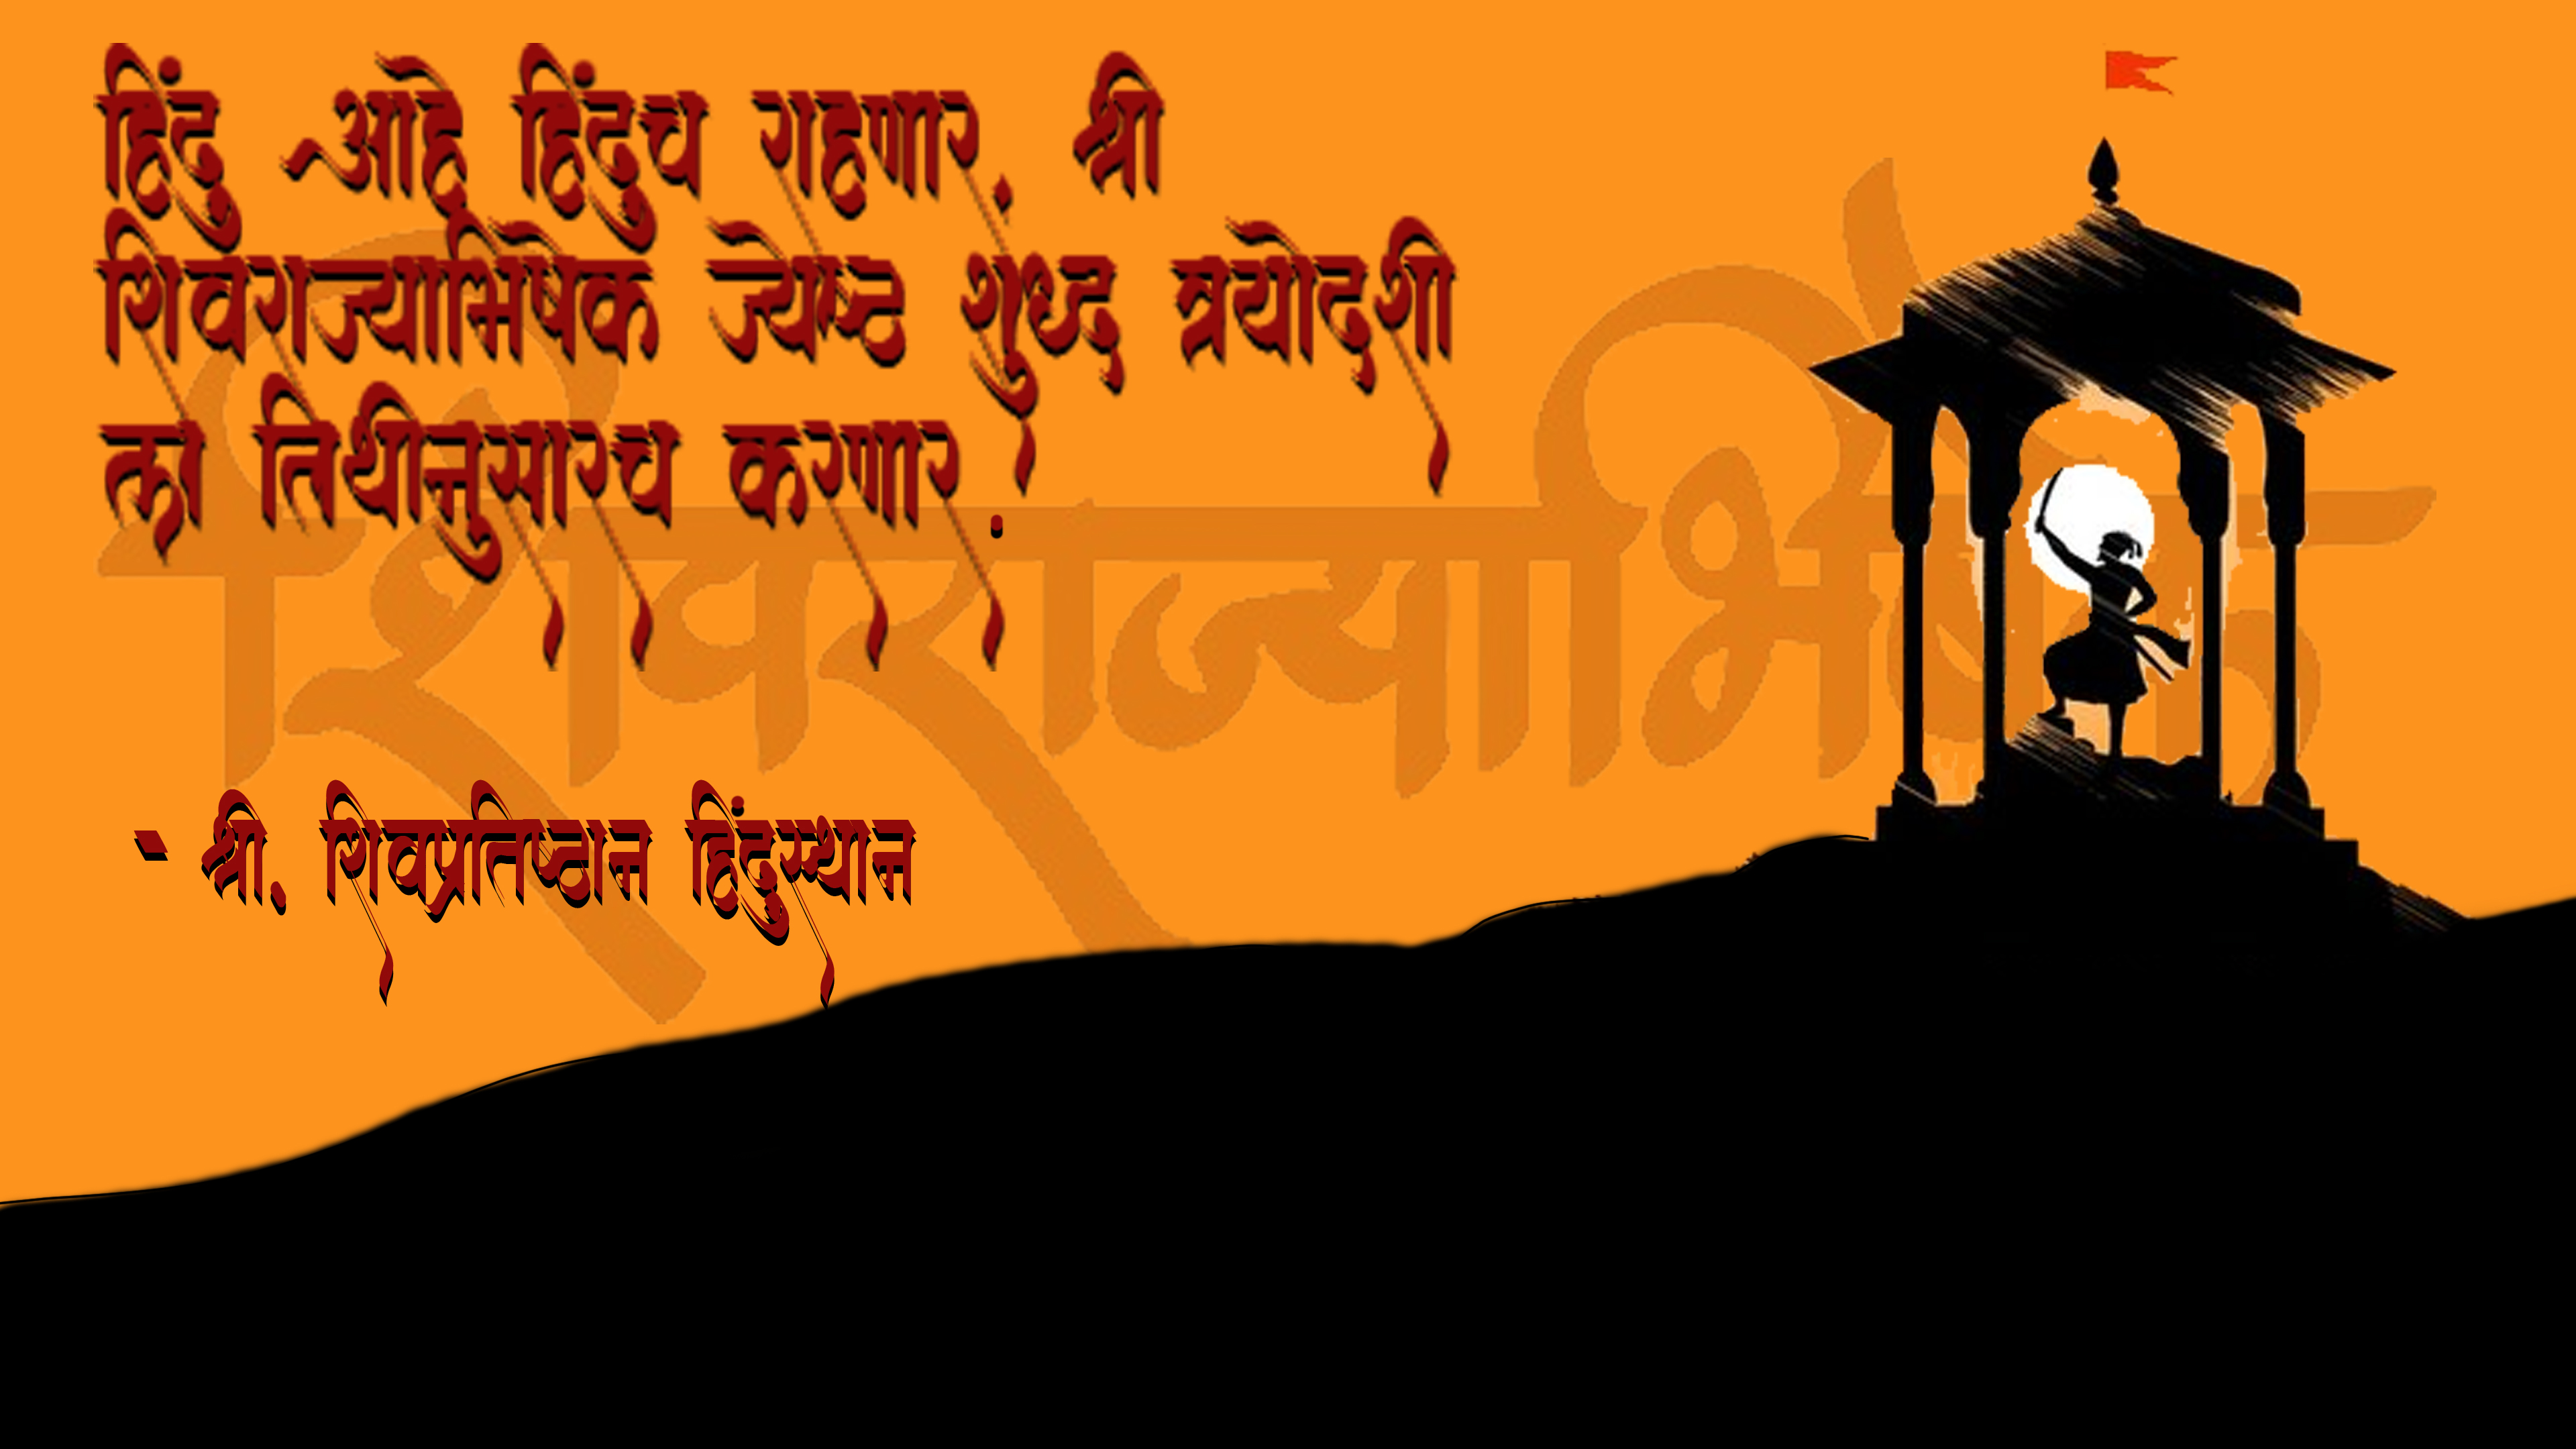 हिंदु आहे हिंदुच राहणार. श्री
शिवराज्याभिषेक ज्येष्ठ शुध्द त्रयोदशी
ला तिथीनुसारच करणार.
शिवराज्याभिषेक
- श्री. शिवप्रतिष्ठान हिंदुस्थान